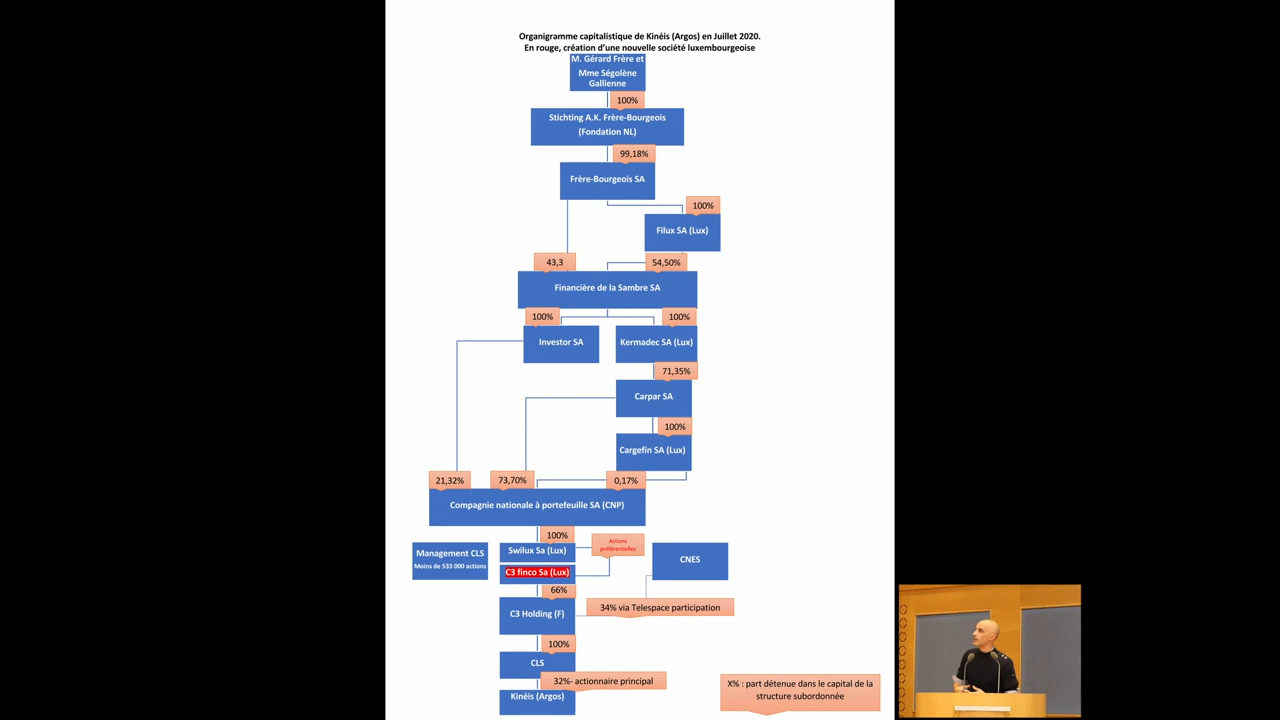 Organigramme capitalistique de Kinéis (Argos) en Juillet 2020.
En rouge, création d'une nouvelle société luxembourgeoise
M. Gérard Frère et
Mme Ségolène
Gallienne
100%
Stichting A.K. Frère-Bourgeois
(Fondation NL)
99,18%
Frère-Bourgeois SA
100%
Filux SA (Lux)
43,3
54,50%
Financière de la Sambre SA
100%
100%
Investor SA
Kermadec SA (Lux)
71,35%
Carpar SA
100%
Cargefin SA (Lux)
21,32%
73,70%
0,17%
Compagnie nationale à portefeuille SA (CNP)
100%
Actions
préférentielles
Management CLS
Moins de 533 000 actions
Swilux Sa (Lux)
CNES
C3 finco Sa (Lux)
66%
34% via Telespace participation
C3 Holding (F)
100%
CLS
32%- actionnaire principal
Kinéis (Argos)
X% : part détenue dans le capital de la
structure subordonnée